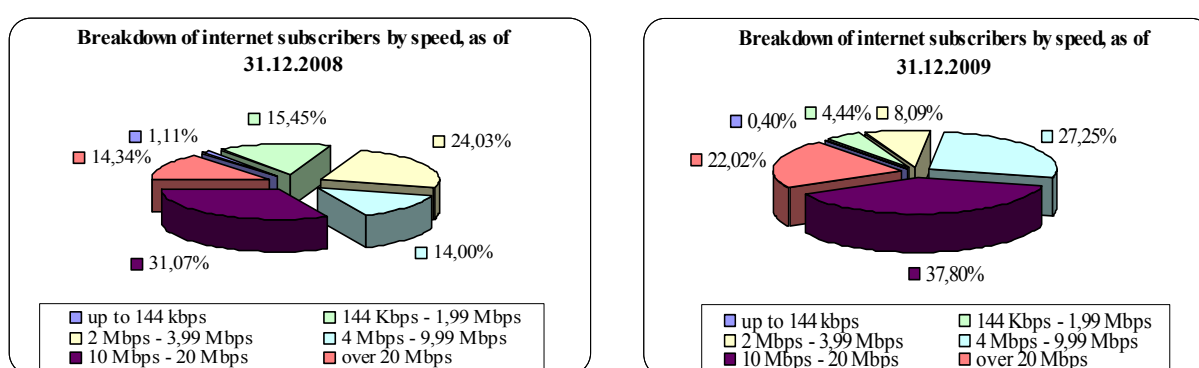 Breakdown of internet subscribers by speed, as of
31.12.2008
15,45%
1,11%
24,03%
14,34%
14,00%
31,07%
up to 144 kbps
144 Kbps - 1,99 Mbps
2 Mbps - 3,99 Mbps
4 Mbps - 9,99 Mbps
10 Mbps - 20 Mbps
over 20 Mbps
Breakdown of internet subscribers by speed, as of
31.12.2009
0,40%
4,44%
8,09%
27,25%
22,02%
37,80%
up to 144 kbps
144 Kbps - 1,99 Mbps
2 Mbps - 3,99 Mbps
4 Mbps - 9,99 Mbps
10 Mbps - 20 Mbps
over 20 Mbps